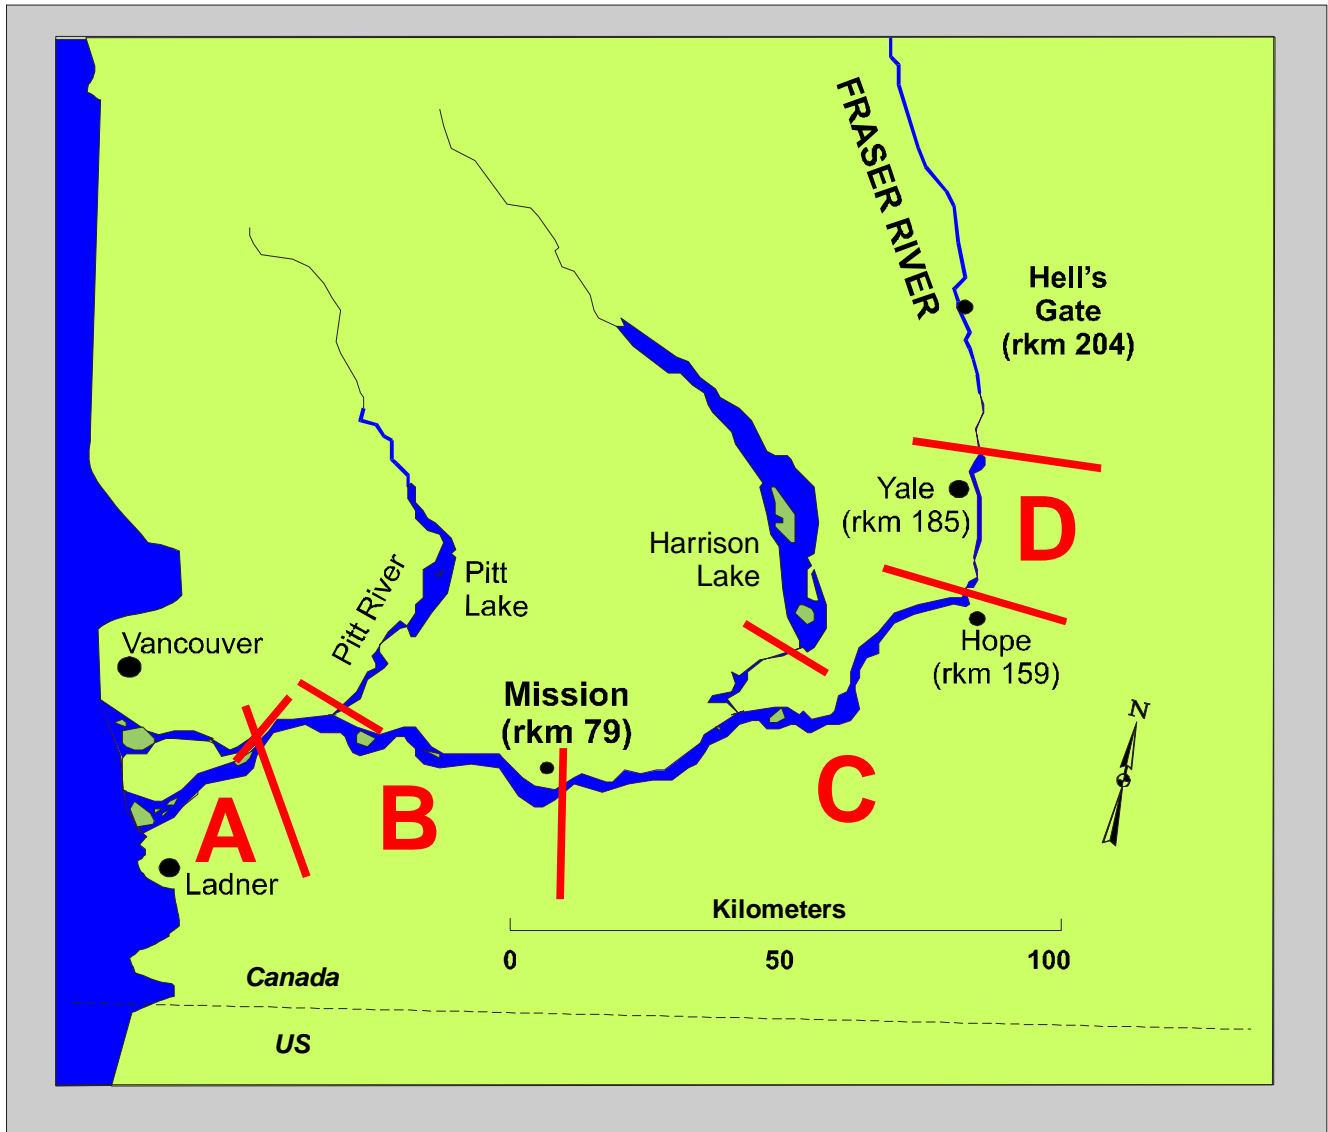 FRASER RIVER
Hell's
Gate
(rkm 204)
Yale
(rkm 185)
D
Harrison
Lake
Pitt River
Pitt
Lake
Vancouver
Hope
(rkm 159)
Mission
(rkm 79)
N
A
B
C
Ladner
Kilometers
0 50 100
Canada
US